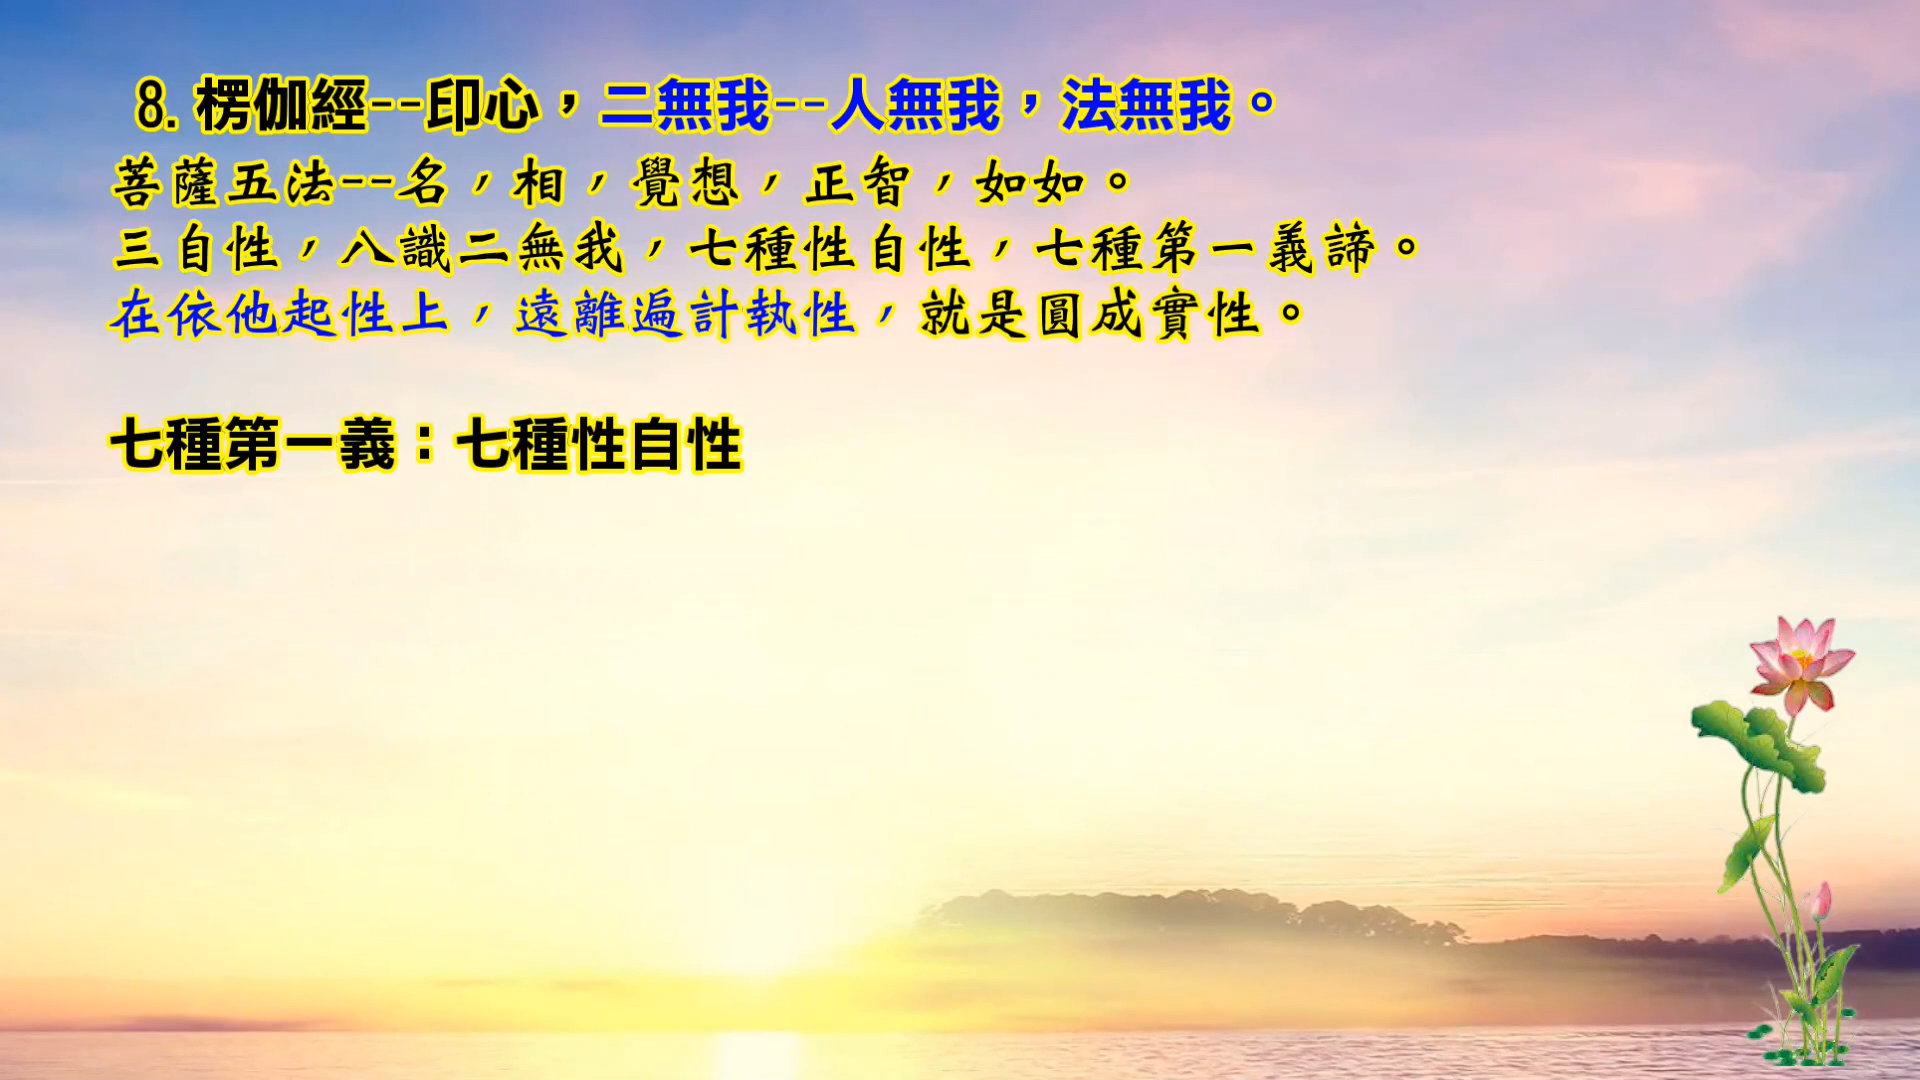 8.楞伽經--印心，二無我--人無我，法無我。
菩薩五法--名，相，覺想，正智，如如。
三自性，八識二無我，七種性自性，七種第一義諦。
在依他起性上，遠離遍計執性，就是圓成實性。
七種第一義：七種性自性